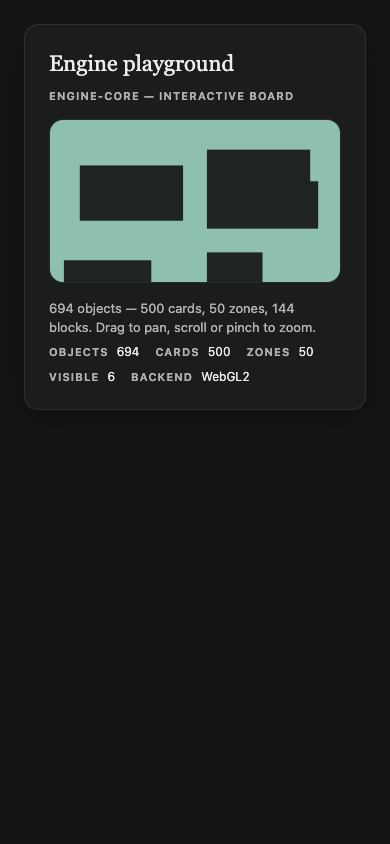 Engine playground
ENGINE-CORE — INTERACTIVE BOARD
694 objects — 500 cards, 50 zones, 144
blocks. Drag to pan, scroll or pinch to zoom.
OBJECTS 694 CARDS 500 ZONES 50
VISIBLE 6 BACKEND WebGL2